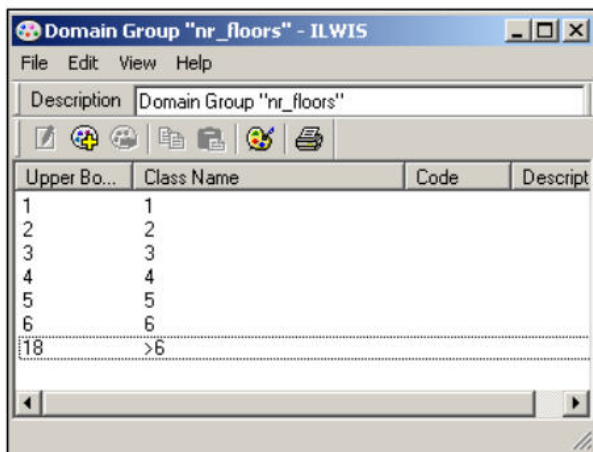 Domain Group "nr_floors" - ILWIS
File Edit View Help
Description Domain Group "nr_floors"
Upper Bo... Class Name Code Descript
1 1
2 2
3 3
4 4
5 5
6 6
18 >6